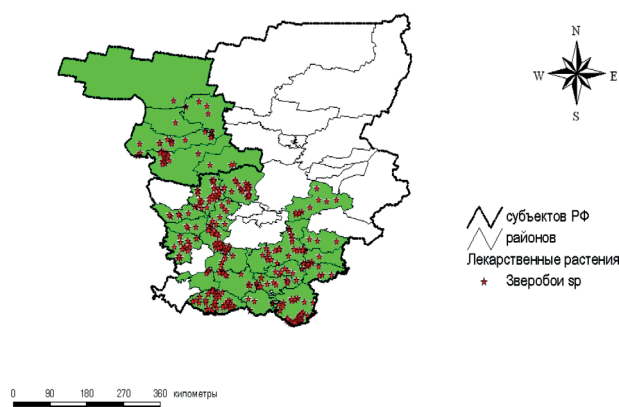 N
W E
S
субъектов РФ
районов
Лекарственные растения
Зверобои sp
0 90 180 270 360 километры